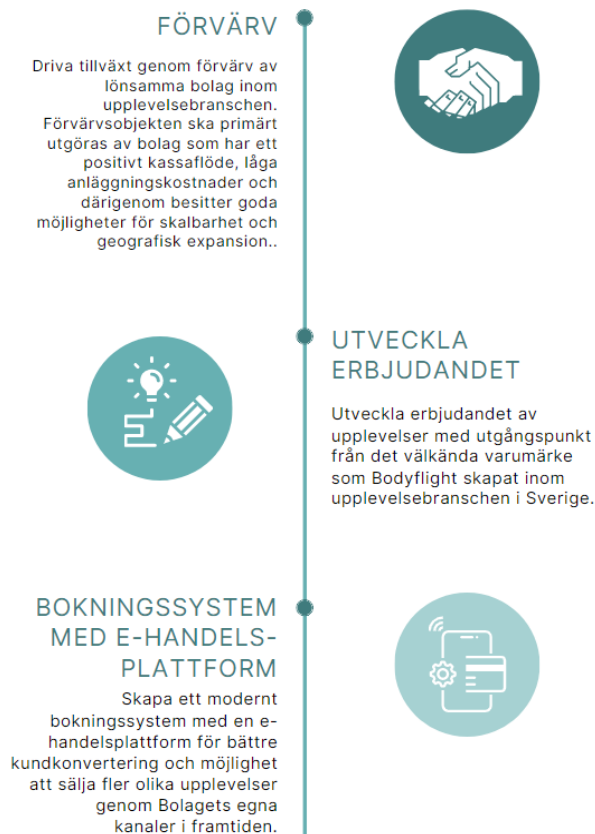 FÖRVÄRV
Driva tillväxt genom förvärv av
lönsamma bolag inom
upplevelsebranschen.
Förvärvsobjekten ska primärt
utgöras av bolag som har ett
positivt kassaflöde, låga
anläggningskostnader och
därigenom besitter goda
möjligheter för skalbarhet och
geografisk expansion..
UTVECKLA
ERBJUDANDET
Utveckla erbjudandet av
upplevelser med utgångspunkt
från det välkända varumärke
som Bodyflight skapat inom
upplevelsebranschen i Sverige.
BOKNINGSSYSTEM
MED E-HANDELS-
PLATTFORM
Skapa ett modernt
bokningssystem med en e-
handelsplattform för bättre
kundkonvertering och möjlighet
att sälja fler olika upplevelser
genom Bolagets egna
kanaler i framtiden.